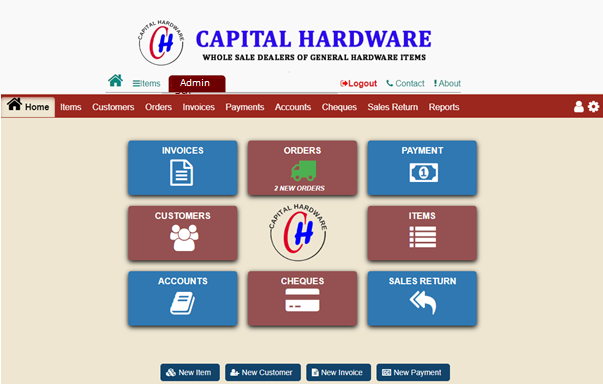 CAPITAL HARDWARE
CH
CAPITAL HARDWARE
WHOLE SALE DEALERS OF GENERAL HARDWARE ITEMS
Items Admin Logout Contact About
Home Items Customers Orders Invoices Payments Accounts Cheques Sales Return Reports
INVOICES ORDERS PAYMENT
1
2 NEW ORDERS
CUSTOMERS CAPITAL HARDWARE ITEMS
CH
ACCOUNTS CHEQUES SALES RETURN
New Item New Customer New Invoice New Payment